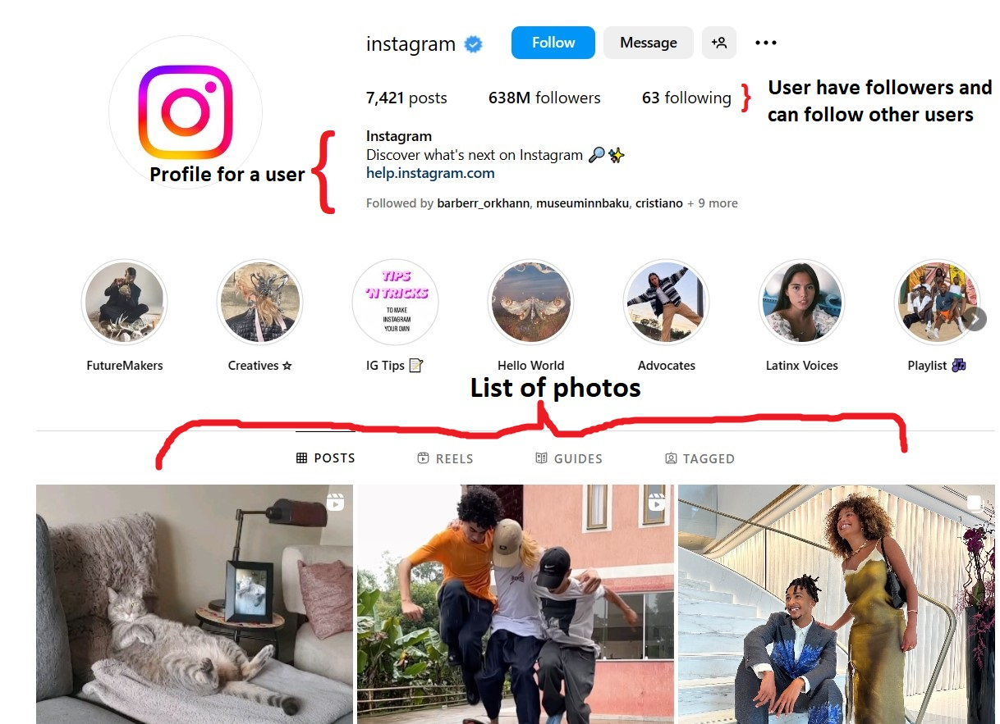 instagram
Follow
Message
7,421 posts
638M followers
63 following
User have followers and
can follow other users
Instagram
Discover what's next on Instagram 🔎✨
help.instagram.com
Profile for a user
Followed by barberr_orkhann, museuminnbaku, cristiano + 9 more
TIPS
'N TRICKS
TO MAKE
INSTAGRAM
YOUR OWN
FutureMakers
Creatives ☆
IG Tips 📝
Hello World
Advocates
Latinx Voices
Playlist 🎶
List of photos
POSTS
REELS
GUIDES
TAGGED